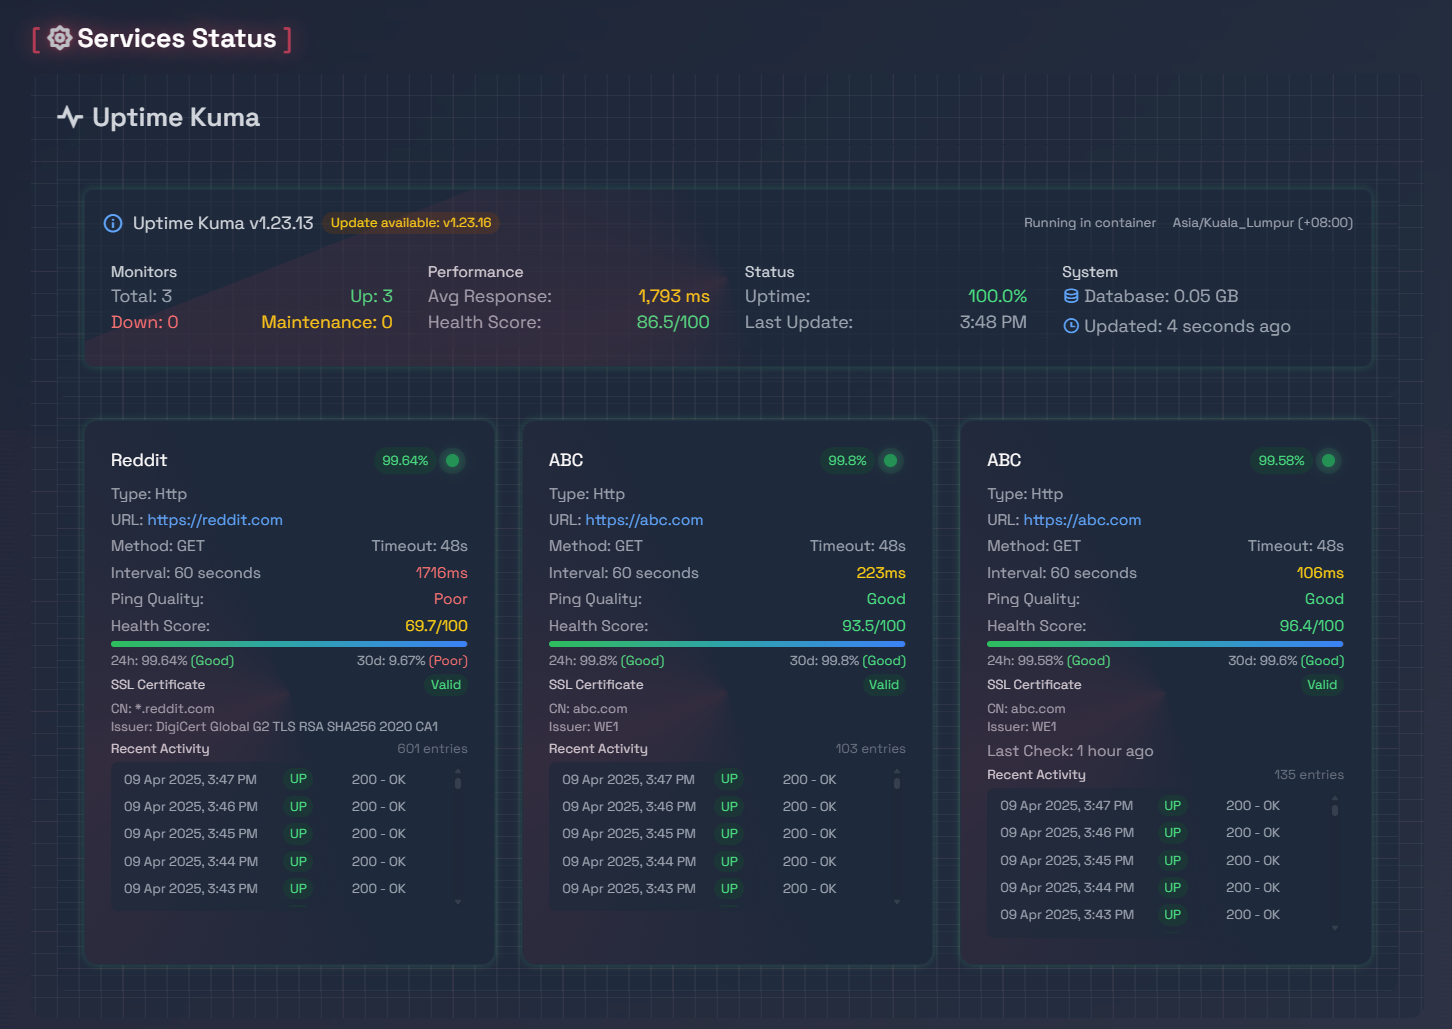 [ Services Status ]
Uptime Kuma
Uptime Kuma v1.23.13 Update available: v1.23.16 Running in container Asia/Kuala_Lumpur (+08:00)
Monitors Performance Status System
Total: 3 Up: 3 Avg Response: 1,793 ms Uptime: 100.0% Database: 0.05 GB
Down: 0 Maintenance: 0 Health Score: 86.5/100 Last Update: 3:48 PM Updated: 4 seconds ago
Reddit 99.64%
Type: Http
URL: https://reddit.com
Method: GET Timeout: 48s
Interval: 60 seconds 1716ms
Ping Quality: Poor
Health Score: 69.7/100
24h: 99.64% (Good) 30d: 9.67% (Poor)
SSL Certificate Valid
CN: *.reddit.com
Issuer: DigiCert Global G2 TLS RSA SHA256 2020 CA1
Recent Activity 601 entries
09 Apr 2025, 3:47 PM UP 200 - OK
09 Apr 2025, 3:46 PM UP 200 - OK
09 Apr 2025, 3:45 PM UP 200 - OK
09 Apr 2025, 3:44 PM UP 200 - OK
09 Apr 2025, 3:43 PM UP 200 - OK
ABC 99.8%
Type: Http
URL: https://abc.com
Method: GET Timeout: 48s
Interval: 60 seconds 223ms
Ping Quality: Good
Health Score: 93.5/100
24h: 99.8% (Good) 30d: 99.8% (Good)
SSL Certificate Valid
CN: abc.com
Issuer: WE1
Recent Activity 103 entries
09 Apr 2025, 3:47 PM UP 200 - OK
09 Apr 2025, 3:46 PM UP 200 - OK
09 Apr 2025, 3:45 PM UP 200 - OK
09 Apr 2025, 3:44 PM UP 200 - OK
09 Apr 2025, 3:43 PM UP 200 - OK
ABC 99.58%
Type: Http
URL: https://abc.com
Method: GET Timeout: 48s
Interval: 60 seconds 106ms
Ping Quality: Good
Health Score: 96.4/100
24h: 99.58% (Good) 30d: 99.6% (Good)
SSL Certificate Valid
CN: abc.com
Issuer: WE1
Last Check: 1 hour ago
Recent Activity 135 entries
09 Apr 2025, 3:47 PM UP 200 - OK
09 Apr 2025, 3:46 PM UP 200 - OK
09 Apr 2025, 3:45 PM UP 200 - OK
09 Apr 2025, 3:44 PM UP 200 - OK
09 Apr 2025, 3:43 PM UP 200 - OK